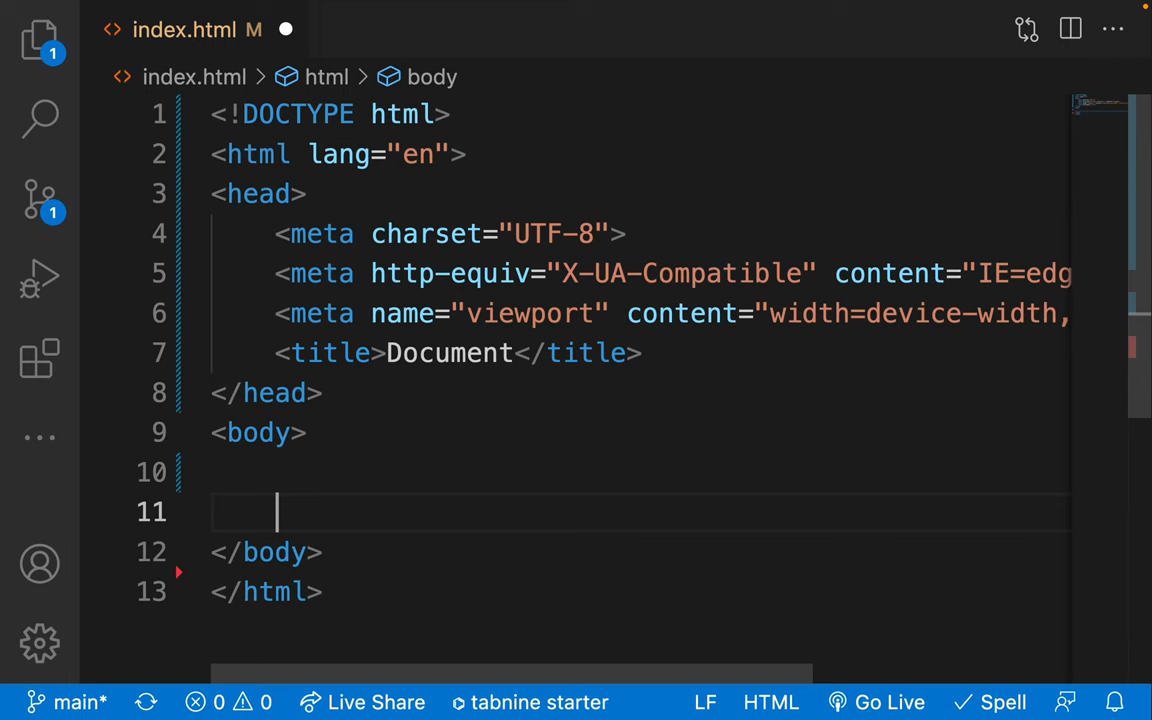 1
index.html M
index.html > html > body
1 <!DOCTYPE html>
2 <html lang="en">
3 <head>
4 <meta charset="UTF-8">
5 <meta http-equiv="X-UA-Compatible" content="IE=edg
6 <meta name="viewport" content="width=device-width,
7 <title>Document</title>
8 </head>
9 <body>
10
11
12 </body>
13 </html>
1
main* 0 0 Live Share tabnine starter LF HTML Go Live Spell